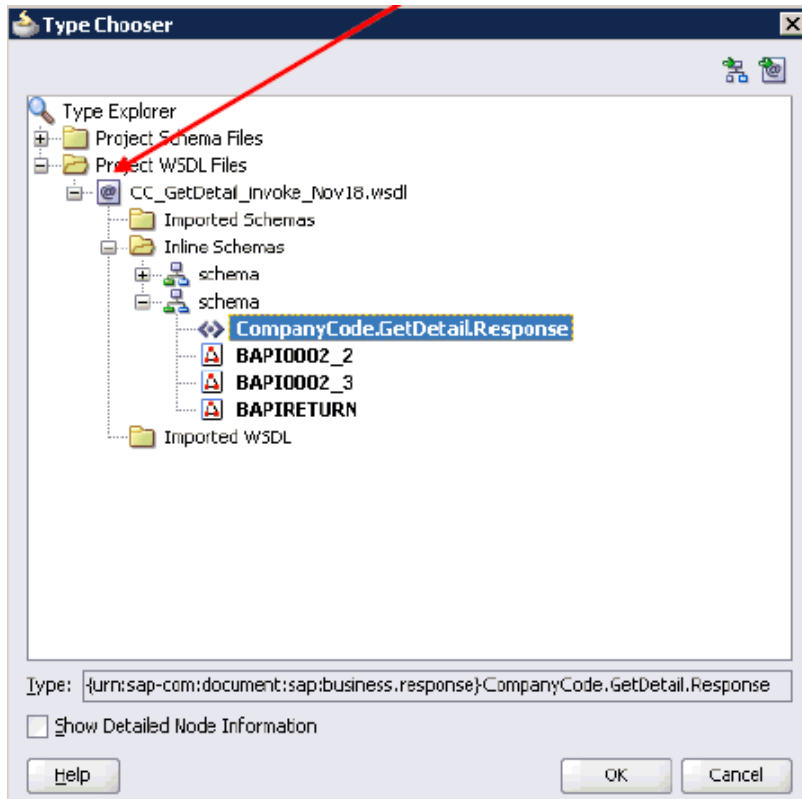 Type Chooser
Type Explorer
Project Schema Files
Project WSDL Files
CC_GetDetail_invoke_Nov18.wsdl
Imported Schemas
Inline Schemas
schema
schema
CompanyCode.GetDetail.Response
BAPI0002_2
BAPI0002_3
BAPIRETURN
Imported WSDL
Type: {urn:sap-com:document:sap:business.response}CompanyCode.GetDetail.Response
Show Detailed Node Information
Help OK Cancel